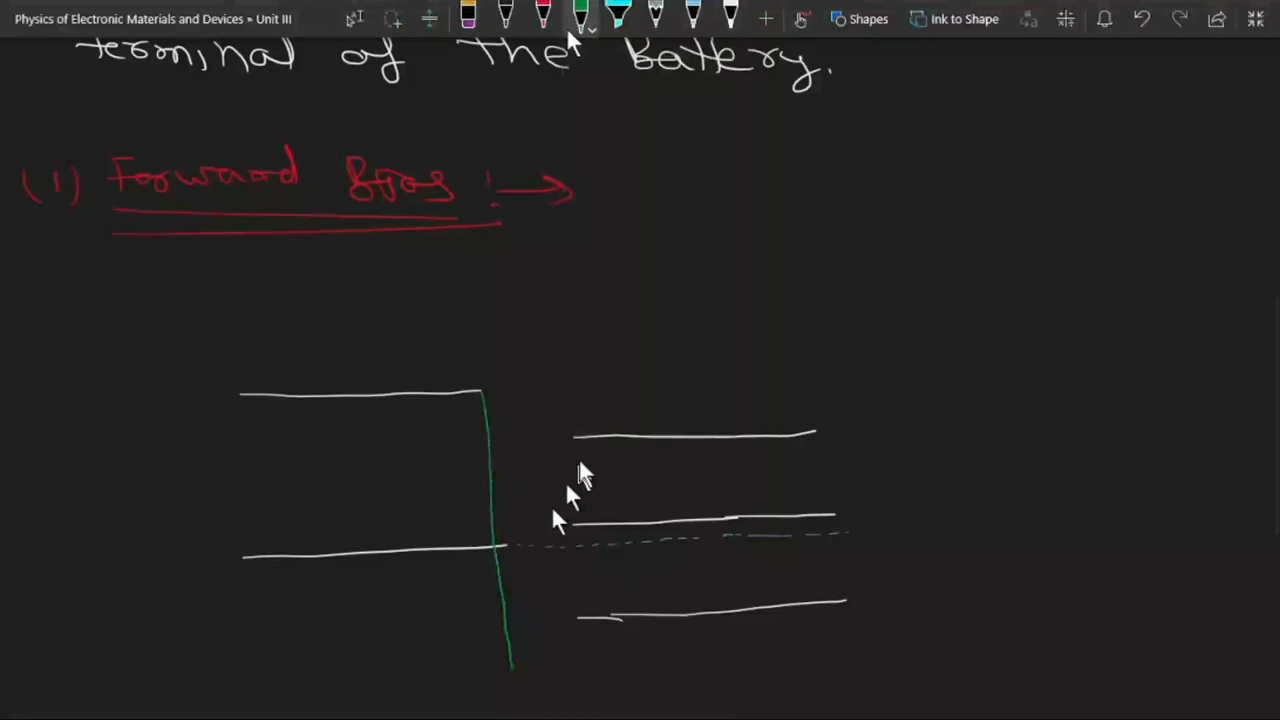 Physics of Electronic Materials and Devices » Unit III
Shapes
Ink to Shape
terminal of the Battery.
(1) Forward Bias :→